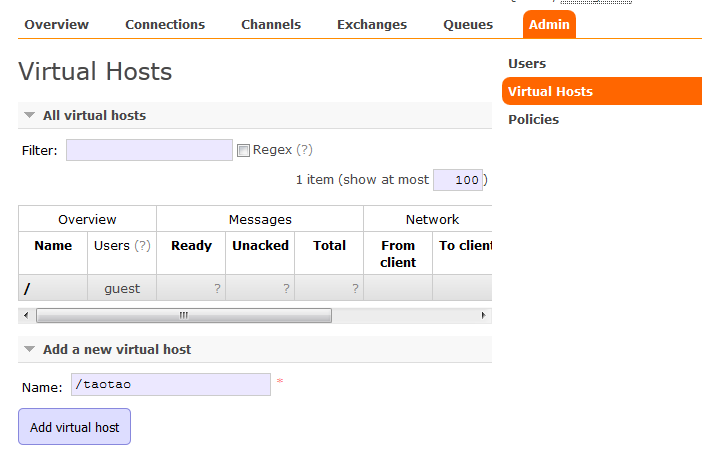 Overview Connections Channels Exchanges Queues Admin
Virtual Hosts
Users
Virtual Hosts
Policies
All virtual hosts
Filter: Regex (?)
1 item (show at most 100)
Overview Messages Network
Name Users (?) Ready Unacked Total From client To client
/ guest ? ? ?
Add a new virtual host
Name: /taotao *
Add virtual host